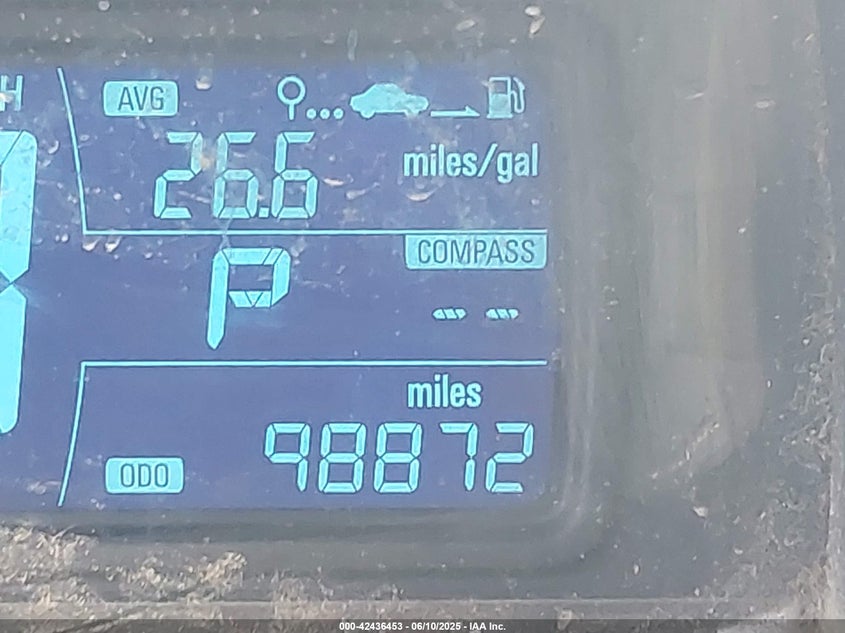 AVG
26.6 miles/gal
COMPASS
P
-- --
miles
ODO 98872
000-42436453 - 06/10/2025 - IAA Inc.